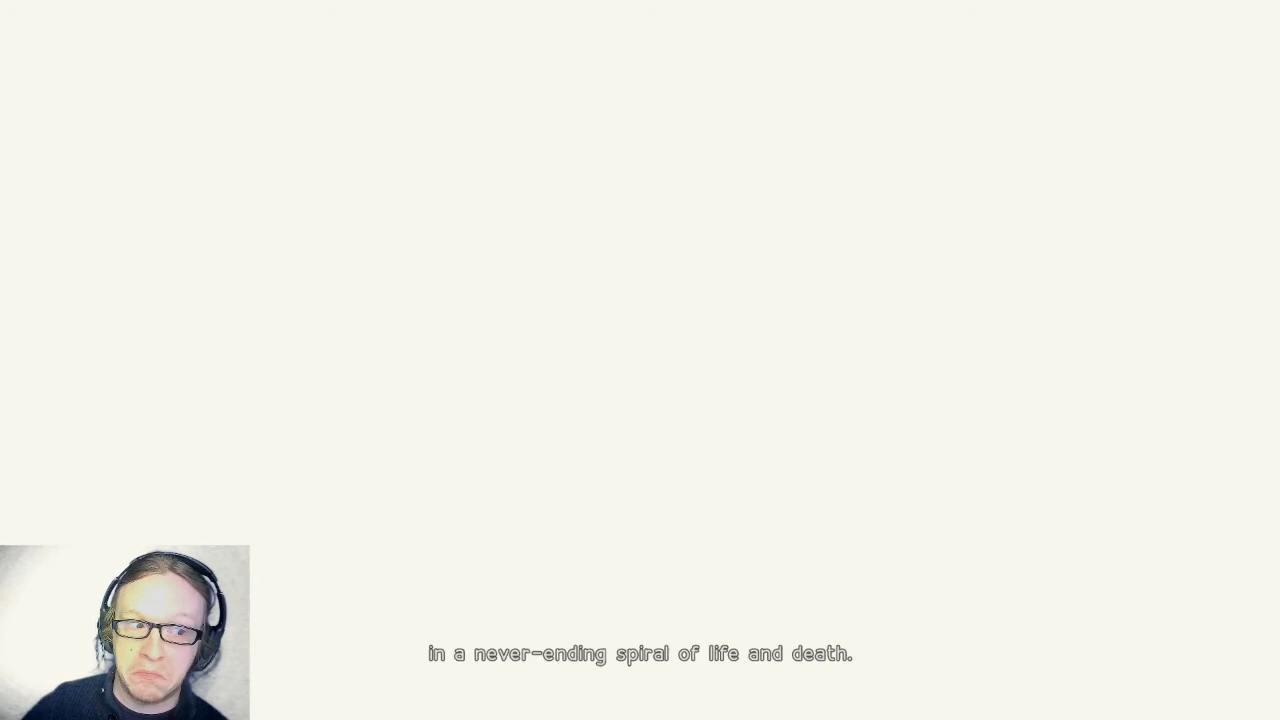 in a never-ending spiral of life and death.